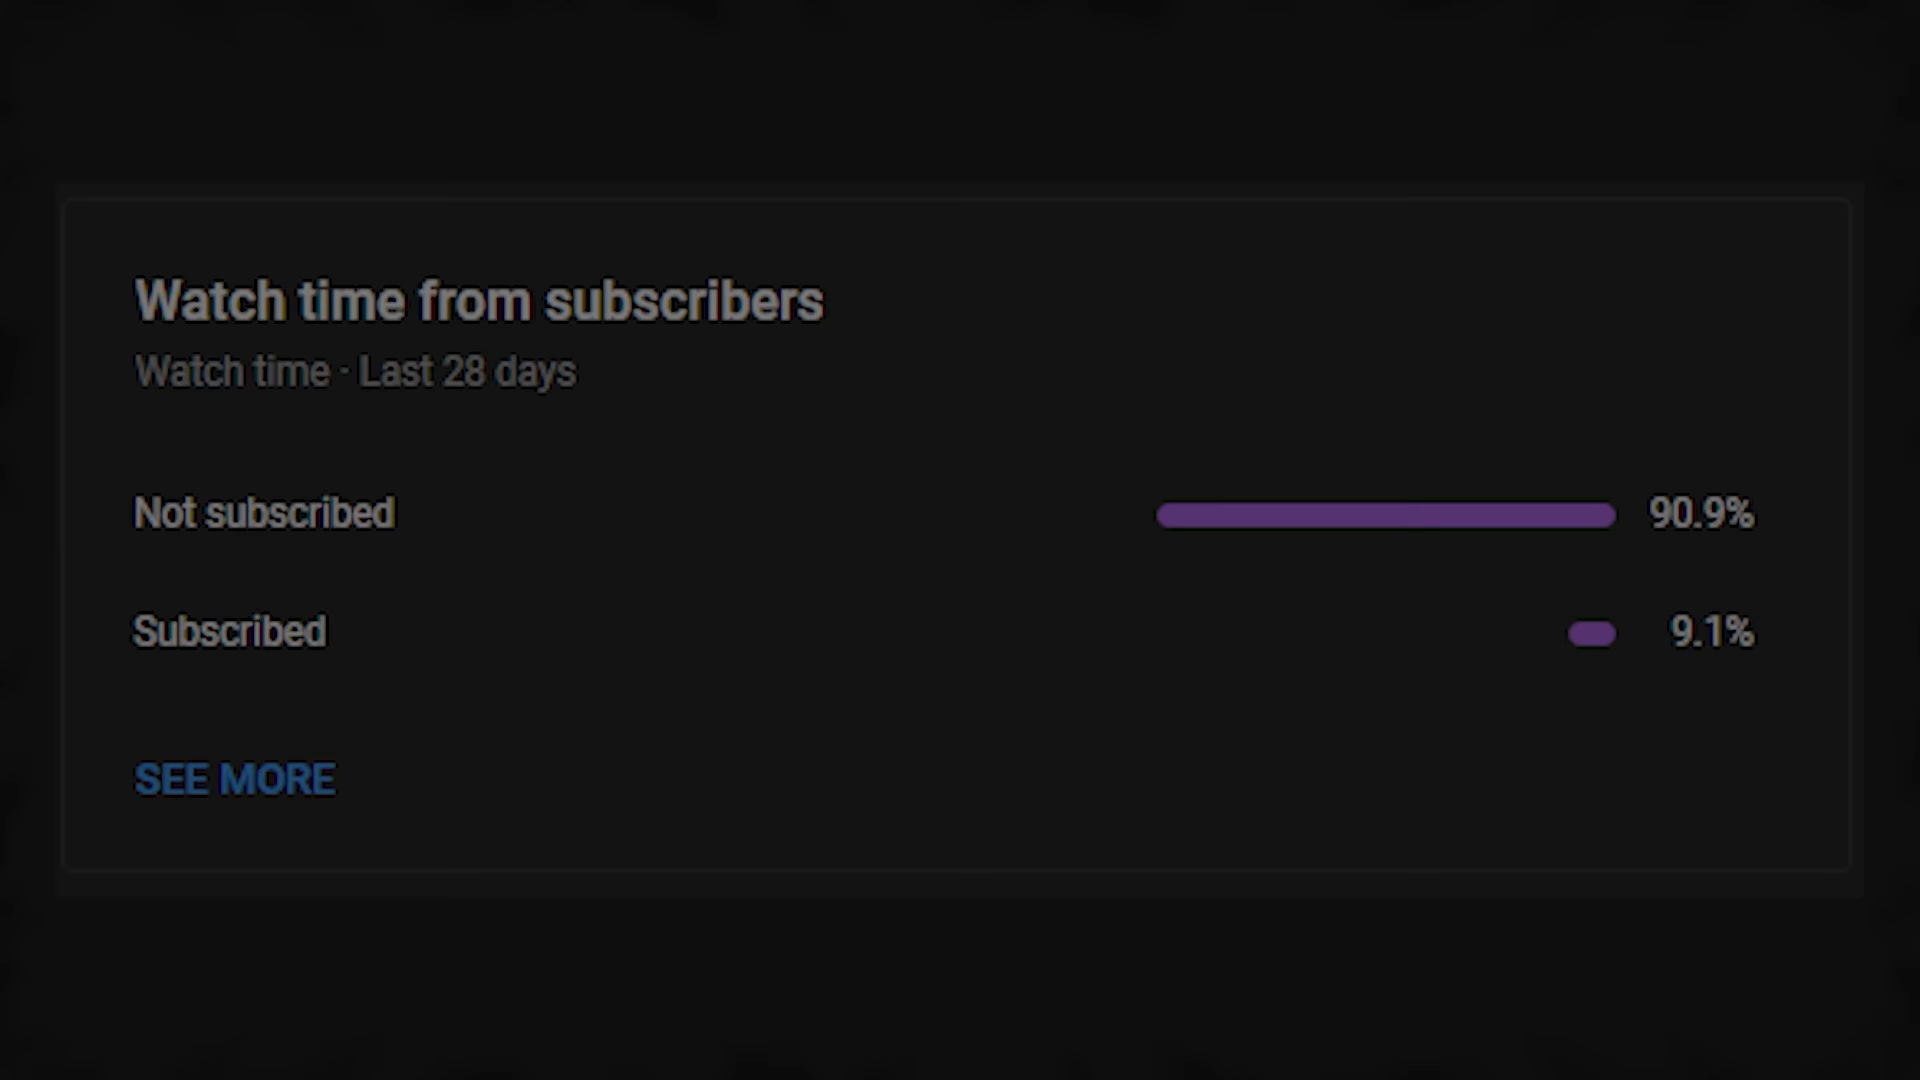 Watch time from subscribers
Watch time · Last 28 days
Not subscribed 90.9%
Subscribed 9.1%
SEE MORE